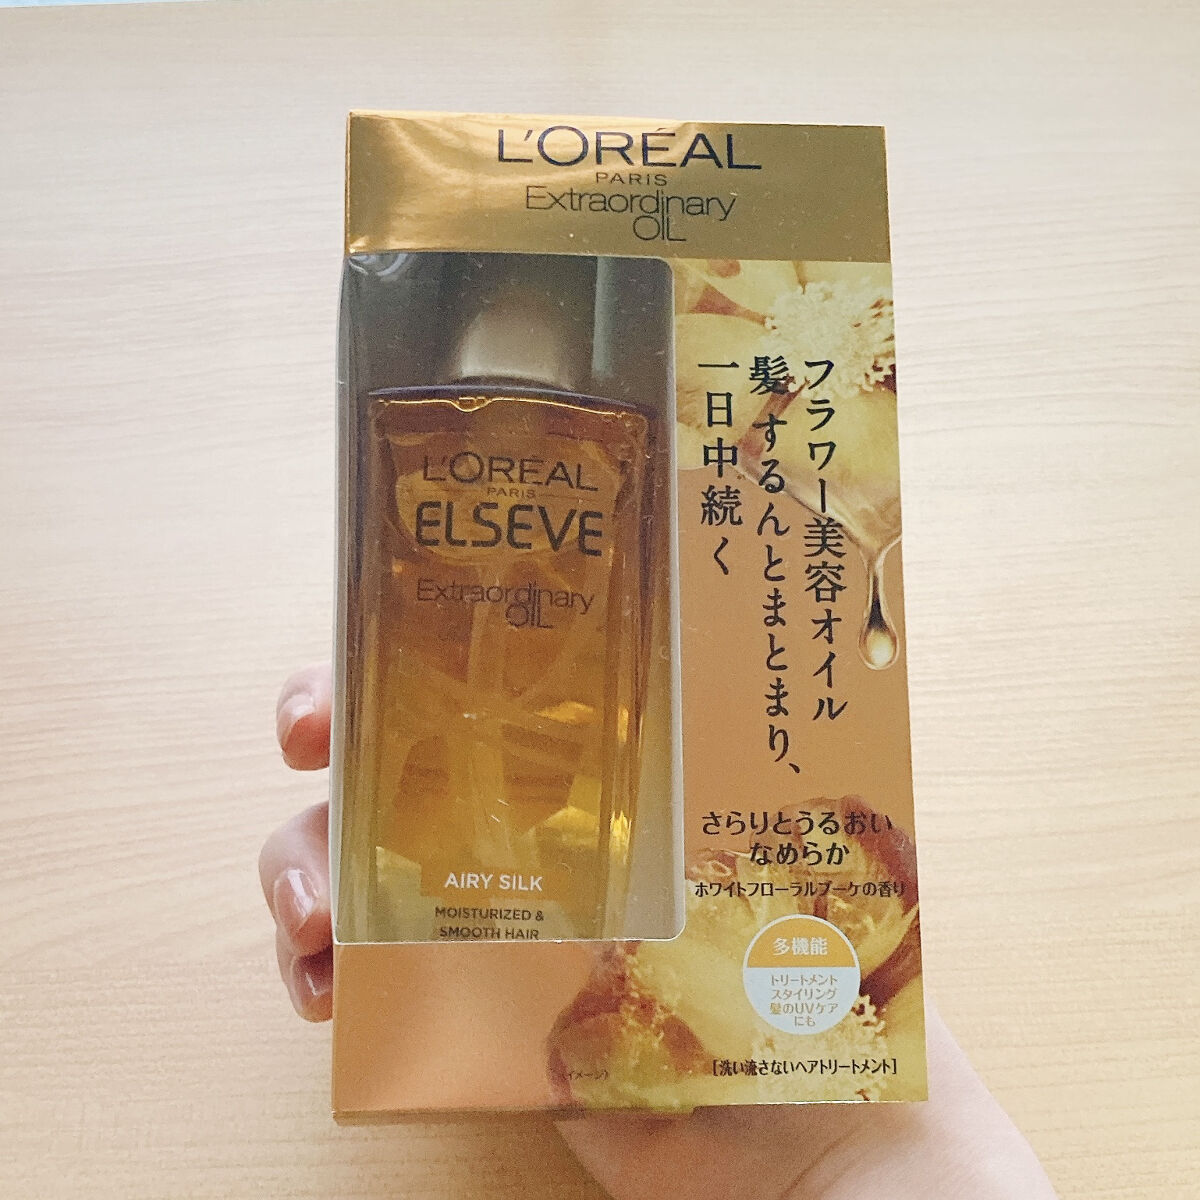 L'ORÉAL
PARIS
Extraordinary
OIL
L'ORÉAL
PARIS
ELSEVE
Extraordinary
OIL
AIRY SILK
MOISTURIZED &
SMOOTH HAIR
フラワー美容オイル
髪するんとまとまり、
一日中続く
さらりとうるおい
なめらか
ホワイトフローラルブーケの香り
多機能
トリートメント
スタイリング
髪のUVケア
にも
[洗い流さないヘアトリートメント]
(イメージ)